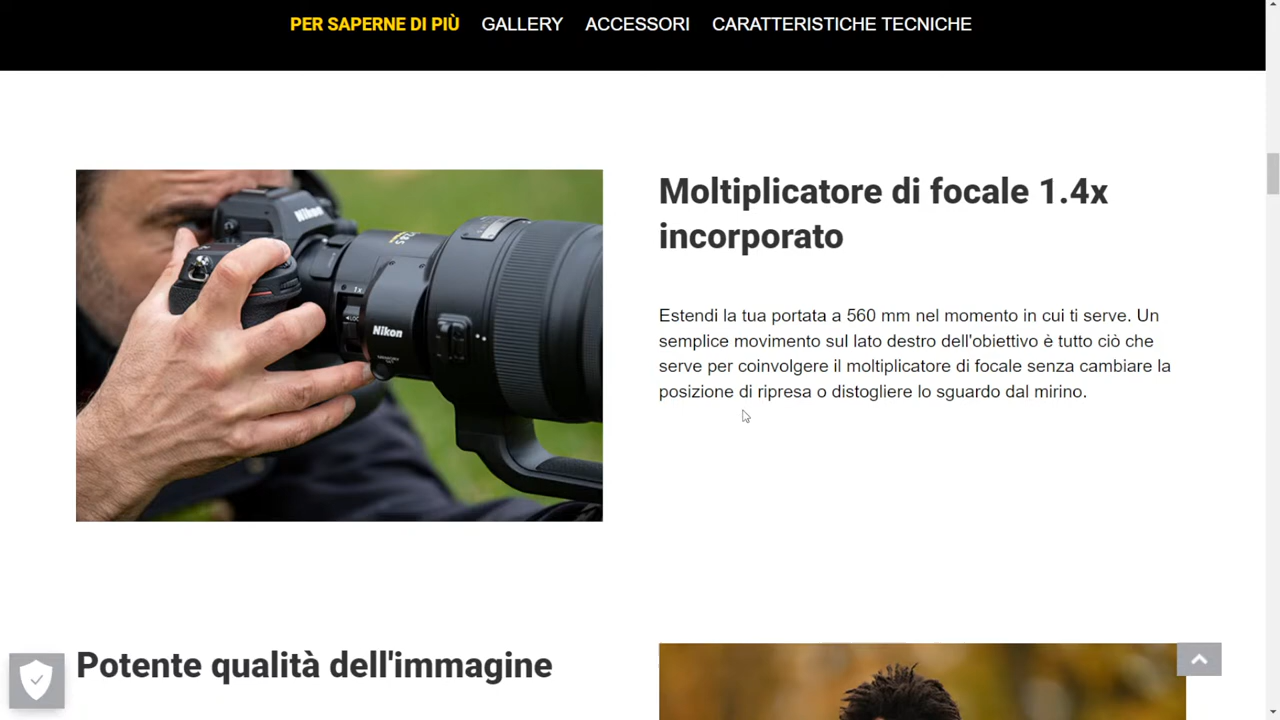 PER SAPERNE DI PIÙ GALLERY ACCESSORI CARATTERISTICHE TECNICHE
Nikon
Nikon
Moltiplicatore di focale 1.4x
incorporato
Estendi la tua portata a 560 mm nel momento in cui ti serve. Un
semplice movimento sul lato destro dell'obiettivo è tutto ciò che
serve per coinvolgere il moltiplicatore di focale senza cambiare la
posizione di ripresa o distogliere lo sguardo dal mirino.
Potente qualità dell'immagine